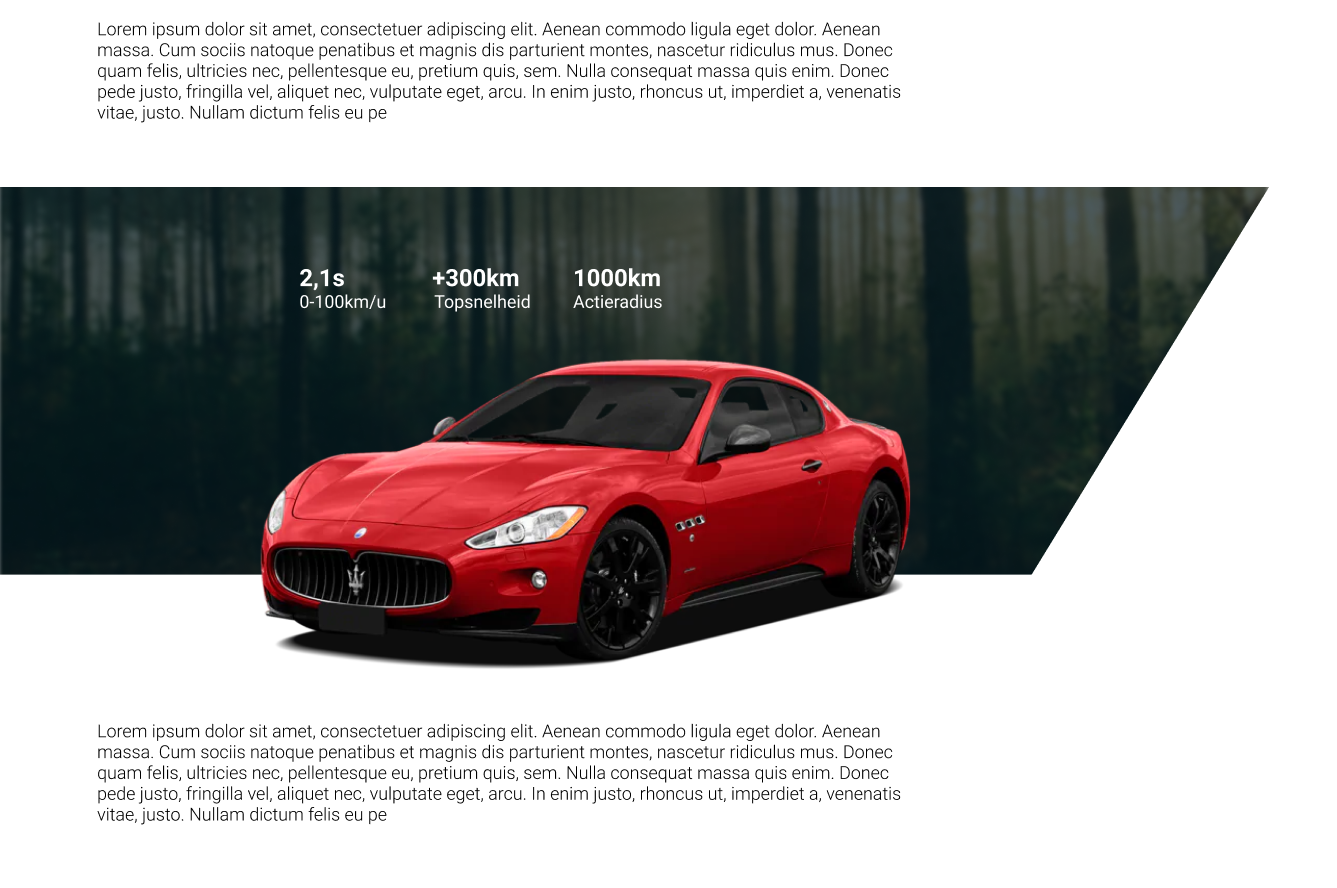 Lorem ipsum dolor sit amet, consectetuer adipiscing elit. Aenean commodo ligula eget dolor. Aenean
massa. Cum sociis natoque penatibus et magnis dis parturient montes, nascetur ridiculus mus. Donec
quam felis, ultricies nec, pellentesque eu, pretium quis, sem. Nulla consequat massa quis enim. Donec
pede justo, fringilla vel, aliquet nec, vulputate eget, arcu. In enim justo, rhoncus ut, imperdiet a, venenatis
vitae, justo. Nullam dictum felis eu pe
2,1s +300km 1000km
0-100km/u Topsnelheid Actieradius
Lorem ipsum dolor sit amet, consectetuer adipiscing elit. Aenean commodo ligula eget dolor. Aenean
massa. Cum sociis natoque penatibus et magnis dis parturient montes, nascetur ridiculus mus. Donec
quam felis, ultricies nec, pellentesque eu, pretium quis, sem. Nulla consequat massa quis enim. Donec
pede justo, fringilla vel, aliquet nec, vulputate eget, arcu. In enim justo, rhoncus ut, imperdiet a, venenatis
vitae, justo. Nullam dictum felis eu pe